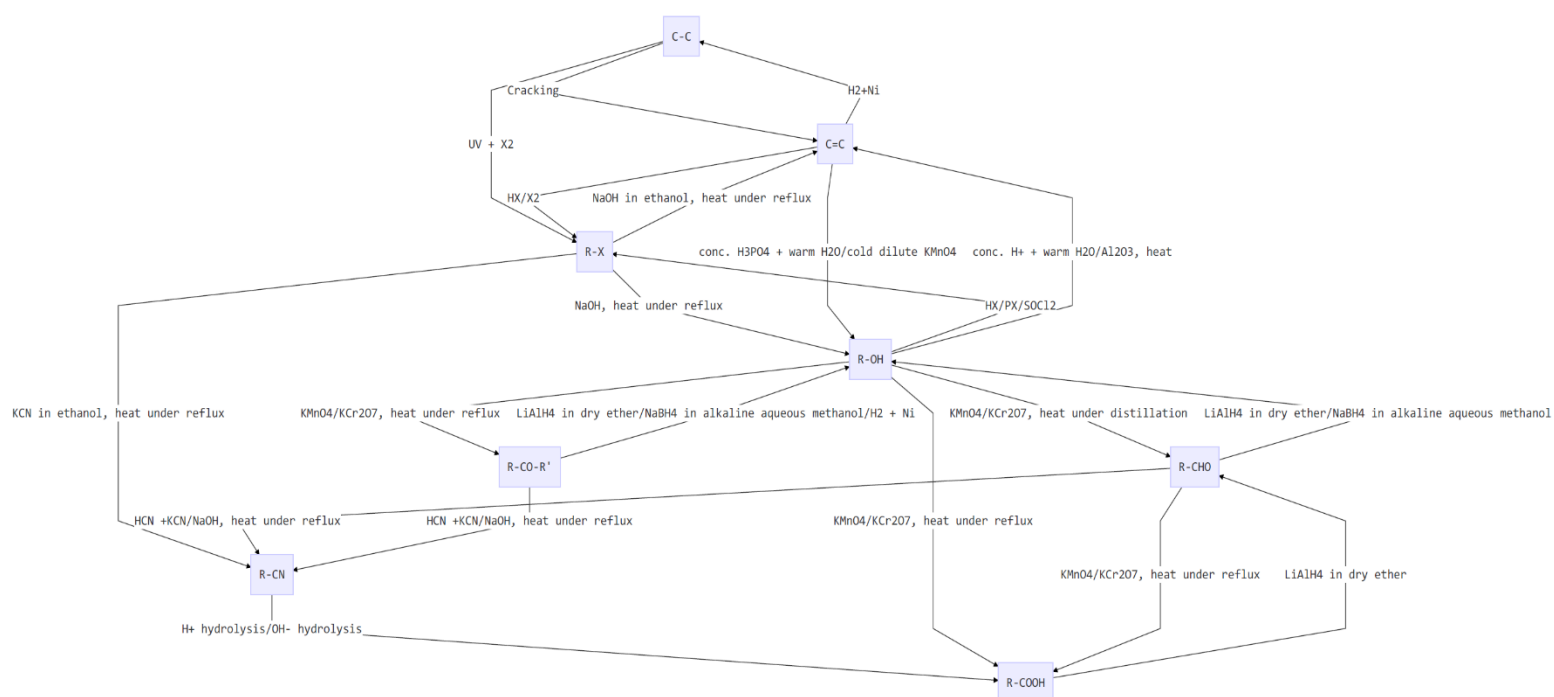 C-C
Cracking
H2+Ni
UV + X2
C=C
HX/X2
NaOH in ethanol, heat under reflux
R-X
conc. H3PO4 + warm H2O/cold dilute KMnO4
conc. H+ + warm H2O/Al2O3, heat
NaOH, heat under reflux
HX/PX/SOCl2
R-OH
KCN in ethanol, heat under reflux
KMnO4/KCr2O7, heat under reflux
LiAlH4 in dry ether/NaBH4 in alkaline aqueous methanol/H2 + Ni
KMnO4/KCr2O7, heat under distillation
LiAlH4 in dry ether/NaBH4 in alkaline aqueous methanol
R-CO-R'
R-CHO
HCN +KCN/NaOH, heat under reflux
HCN +KCN/NaOH, heat under reflux
KMnO4/KCr2O7, heat under reflux
R-CN
KMnO4/KCr2O7, heat under reflux
LiAlH4 in dry ether
H+ hydrolysis/OH- hydrolysis
R-COOH